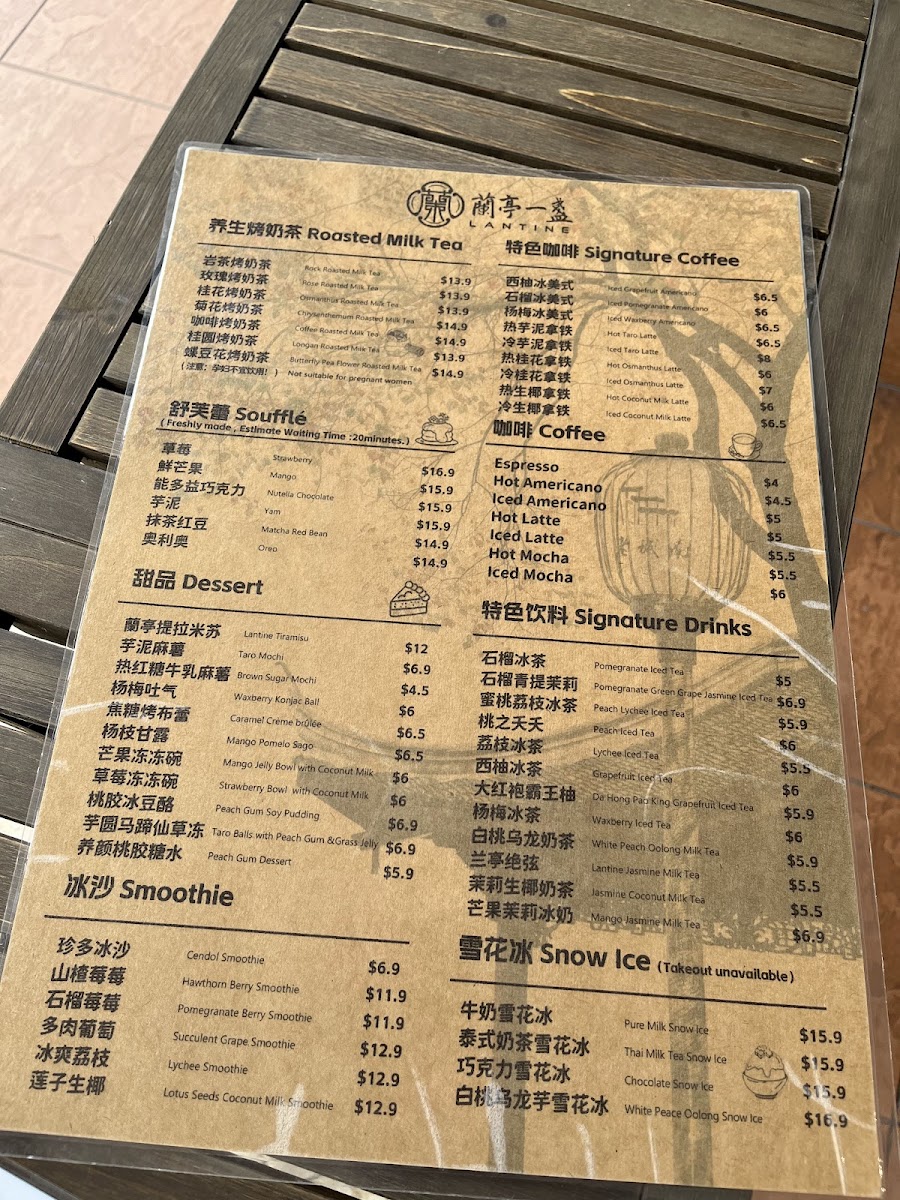 蘭亭一盏
LANTINE
养生烤奶茶 Roasted Milk Tea
岩茶烤奶茶 Rock Roasted Milk Tea $13.9
玫瑰烤奶茶 Rose Roasted Milk Tea $13.9
桂花烤奶茶 Osmanthus Roasted Milk Tea $13.9
菊花烤奶茶 Chrysenthemum Roasted Milk Tea $14.9
咖啡烤奶茶 Coffee Roasted Milk Tea $14.9
桂圆烤奶茶 Longan Roasted Milk Tea $13.9
蝶豆花烤奶茶 Butterfly Pea Flower Roasted Milk Tea $14.9
(注意：孕妇不宜饮用！) Not suitable for pregnant women
舒芙蕾 Soufflé
(Freshly made , Estimate Waiting Time :20minutes.)
草莓 Strawberry $16.9
鲜芒果 Mango $15.9
能多益巧克力 Nutella Chocolate $15.9
芋泥 Yam $15.9
抹茶红豆 Matcha Red Bean $14.9
奥利奥 Oreo $14.9
甜品 Dessert
蘭亭提拉米苏 Lantine Tiramisu $12
芋泥麻薯 Taro Mochi $6.9
热红糖牛乳麻薯 Brown Sugar Mochi $4.5
杨梅吐气 Waxberry Konjac Ball $6
焦糖烤布蕾 Caramel Crème brûlée $6.5
杨枝甘露 Mango Pomelo Sago $6.5
芒果冻冻碗 Mango Jelly Bowl with Coconut Milk $6
草莓冻冻碗 Strawberry Bowl with Coconut Milk $6
桃胶冰豆酪 Peach Gum Soy Pudding $6.9
芋圆马蹄仙草冻 Taro Balls with Peach Gum &Grass Jelly $6.9
养颜桃胶糖水 Peach Gum Dessert $5.9
冰沙 Smoothie
珍多冰沙 Cendol Smoothie $6.9
山楂莓莓 Hawthorn Berry Smoothie $11.9
石榴莓莓 Pomegranate Berry Smoothie $11.9
多肉葡萄 Succulent Grape Smoothie $12.9
冰爽荔枝 Lychee Smoothie $12.9
莲子生椰 Lotus Seeds Coconut Milk Smoothie $12.9
特色咖啡 Signature Coffee
西柚冰美式 Iced Grapefruit Americano $6.5
石榴冰美式 Iced Pomegranate Americano $6
杨梅冰美式 Iced Waxberry Americano $6.5
热芋泥拿铁 Hot Taro Latte $6.5
冷芋泥拿铁 Iced Taro Latte $8
热桂花拿铁 Hot Osmanthus Latte $6
冷桂花拿铁 Iced Osmanthus Latte $7
热生椰拿铁 Hot Coconut Milk Latte $6
冷生椰拿铁 Iced Coconut Milk Latte $6.5
咖啡 Coffee
Espresso $4
Hot Americano $4.5
Iced Americano $5
Hot Latte $5
Iced Latte $5.5
Hot Mocha $5.5
Iced Mocha $6
特色饮料 Signature Drinks
石榴冰茶 Pomegranate Iced Tea $5
石榴青提茉莉 Pomegranate Green Grape Jasmine Iced Tea $6.9
蜜桃荔枝冰茶 Peach Lychee Iced Tea $5.9
桃之夭夭 Peach Iced Tea $6
荔枝冰茶 Lychee Iced Tea $5.5
西柚冰茶 Grapefruit Iced Tea $6
大红袍霸王柚 Da Hong Pao King Grapefruit Iced Tea $5.9
杨梅冰茶 Waxberry Iced Tea $6
白桃乌龙奶茶 White Peach Oolong Milk Tea $5.9
兰亭绝弦 Lantine Jasmine Milk Tea $5.5
茉莉生椰奶茶 Jasmine Coconut Milk Tea $5.5
芒果茉莉冰奶 Mango Jasmine Milk Tea $6.9
雪花冰 Snow Ice (Takeout unavailable)
牛奶雪花冰 Pure Milk Snow Ice $15.9
泰式奶茶雪花冰 Thai Milk Tea Snow Ice $15.9
巧克力雪花冰 Chocolate Snow Ice $15.9
白桃乌龙芋雪花冰 White Peace Oolong Snow Ice $16.9